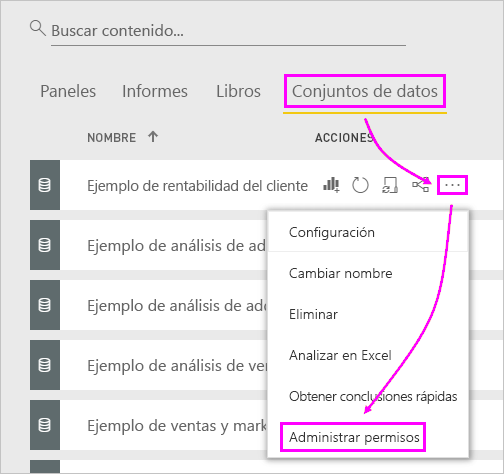 Buscar contenido...
Paneles Informes Libros Conjuntos de datos
NOMBRE ACCIONES
Ejemplo de rentabilidad del cliente
Configuración
Ejemplo de análisis de ad
Cambiar nombre
Ejemplo de análisis de ado
Eliminar
Ejemplo de análisis de ve
Analizar en Excel
Obtener conclusiones rápidas
Ejemplo de ventas y mark
Administrar permisos